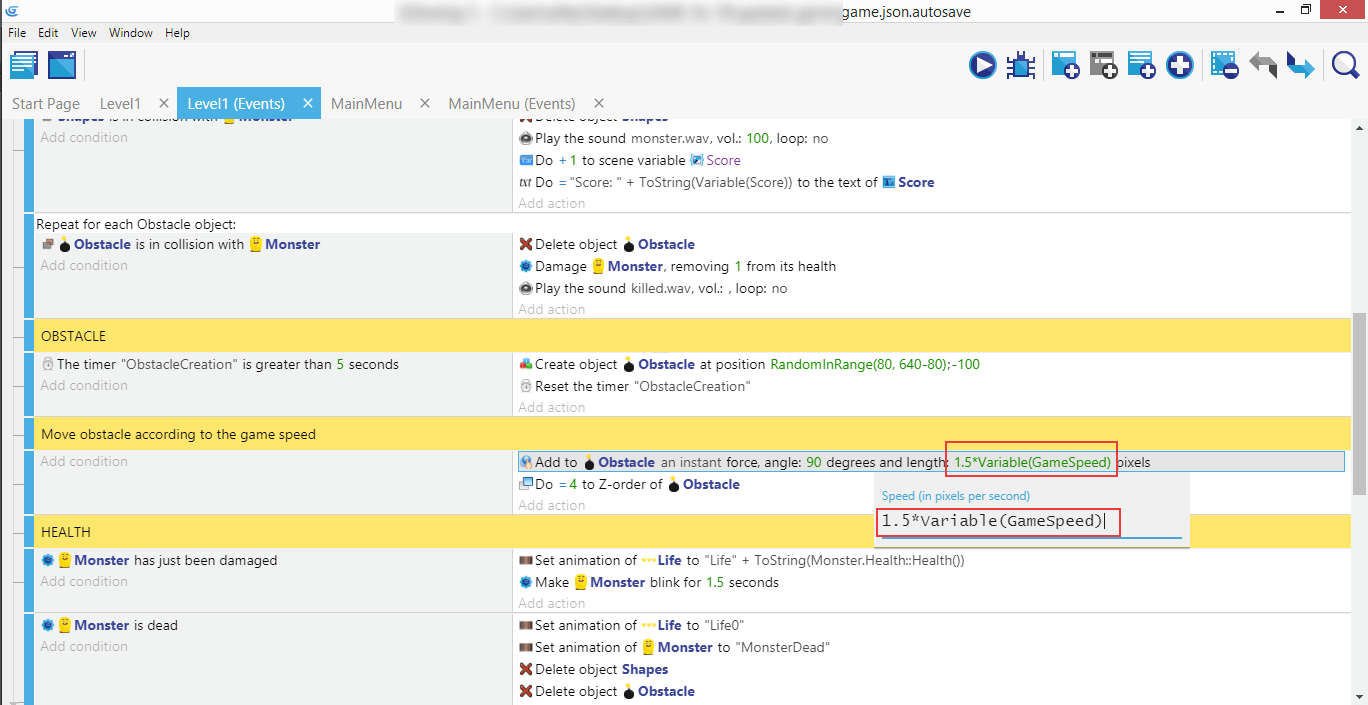 game.json.autosave
File Edit View Window Help
Start Page Level1 × Level1 (Events) × MainMenu × MainMenu (Events) ×
Shapes is in collision with Monster
Delete object Shapes
Add condition
Play the sound monster.wav, vol.: 100, loop: no
Do + 1 to scene variable Score
Do = "Score: " + ToString(Variable(Score)) to the text of Score
Add action
Repeat for each Obstacle object:
Obstacle is in collision with Monster
Add condition
Delete object Obstacle
Damage Monster, removing 1 from its health
Play the sound killed.wav, vol.: , loop: no
Add action
OBSTACLE
The timer "ObstacleCreation" is greater than 5 seconds
Add condition
Create object Obstacle at position RandomInRange(80, 640-80);-100
Reset the timer "ObstacleCreation"
Add action
Move obstacle according to the game speed
Add condition
Add to Obstacle an instant force, angle: 90 degrees and length: 1.5*Variable(GameSpeed) pixels
Do = 4 to Z-order of Obstacle
Add action
Speed (in pixels per second)
1.5*Variable(GameSpeed)
HEALTH
Monster has just been damaged
Add condition
Set animation of Life to "Life" + ToString(Monster.Health::Health())
Make Monster blink for 1.5 seconds
Add action
Monster is dead
Add condition
Set animation of Life to "Life0"
Set animation of Monster to "MonsterDead"
Delete object Shapes
Delete object Obstacle